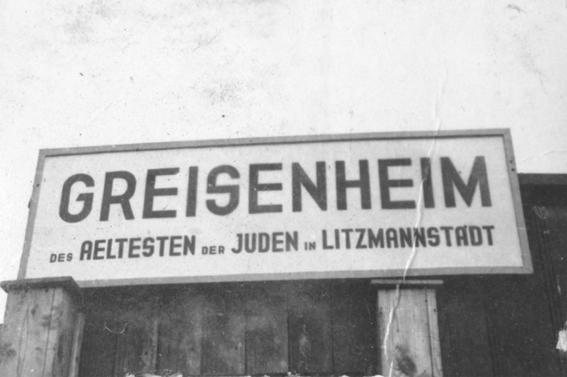 GREISENHEIM
DES AELTESTEN DER JUDEN IN LITZMANNSTADT